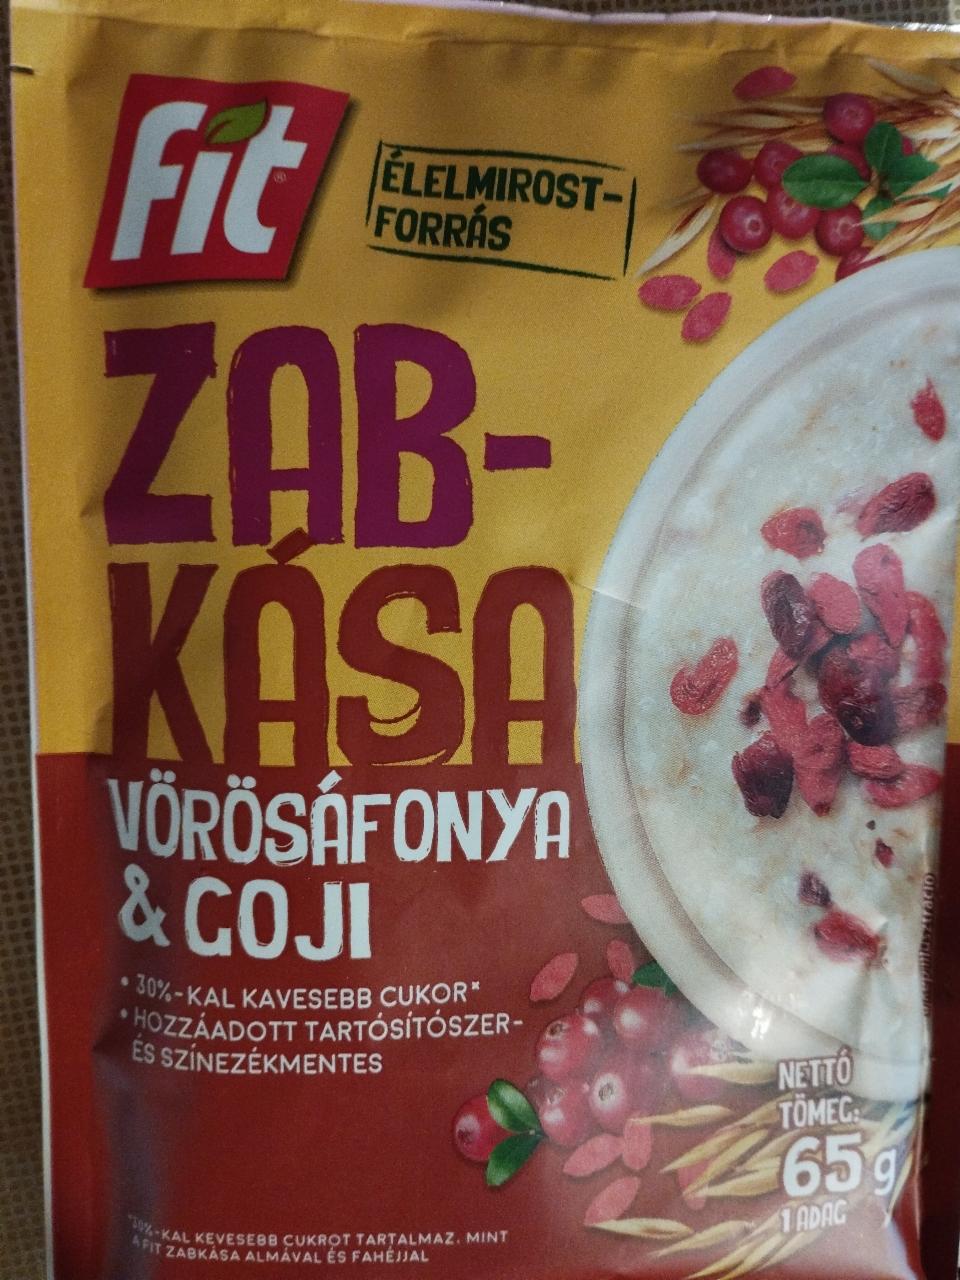 fit®
ÉLELMIROST-
FORRÁS
ZAB-
KÁSA
VÖRÖSÁFONYA
& GOJI
• 30%-KAL KAVESEBB CUKOR*
• HOZZÁADOTT TARTÓSÍTÓSZER-
ÉS SZÍNEZÉKMENTES
NETTÓ
TÖMEG:
65 g
1 ADAG
*30%-KAL KEVESEBB CUKROT TARTALMAZ, MINT
A FIT ZABKÁSA ALMÁVAL ÉS FAHÉJJAL